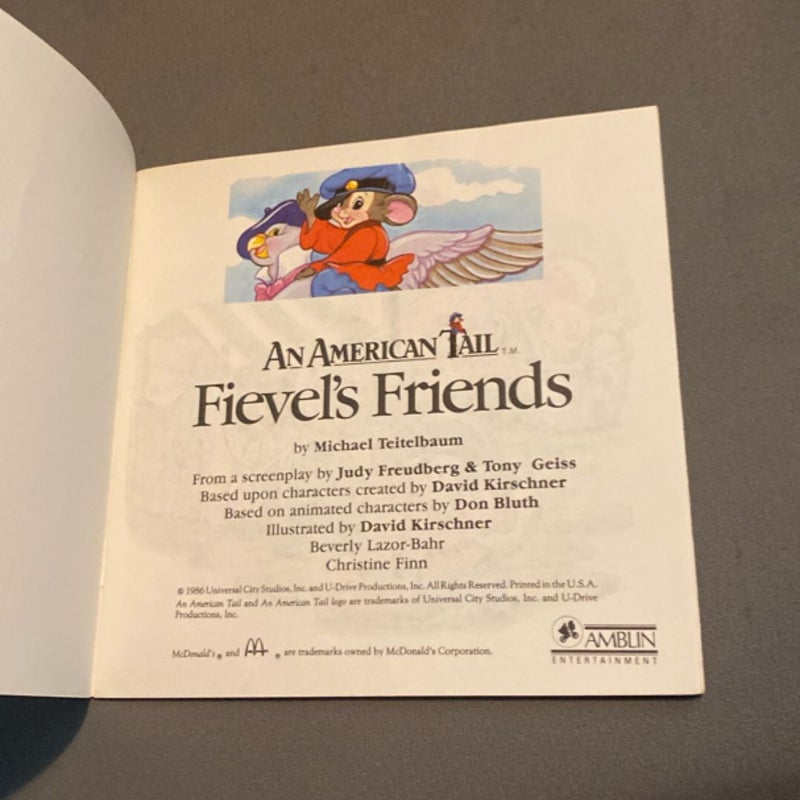 AN AMERICAN TAIL T.M.
Fievel's Friends
by Michael Teitelbaum
From a screenplay by Judy Freudberg & Tony Geiss
Based upon characters created by David Kirschner
Based on animated characters by Don Bluth
Illustrated by David Kirschner
Beverly Lazor-Bahr
Christine Finn
© 1986 Universal City Studios, Inc. and U-Drive Productions, Inc. All Rights Reserved. Printed in the U.S.A.
An American Tail and An American Tail logo are trademarks of Universal City Studios, Inc. and U-Drive
Productions, Inc.
McDonald's ® and M ® are trademarks owned by McDonald's Corporation.
AMBLIN
ENTERTAINMENT